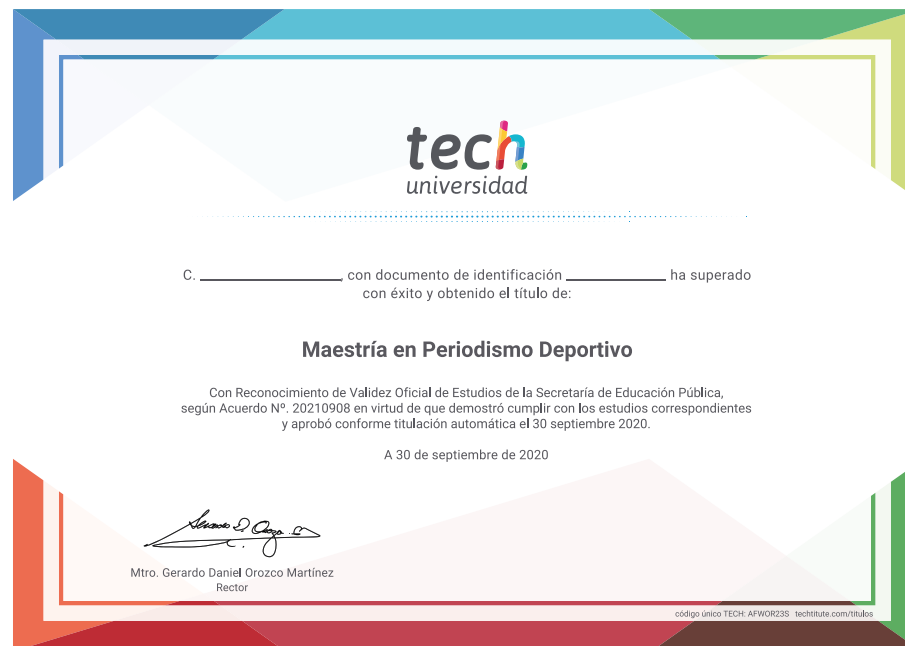 tech
universidad
C. ____________________, con documento de identificación ______________ ha superado
con éxito y obtenido el título de:
Maestría en Periodismo Deportivo
Con Reconocimiento de Validez Oficial de Estudios de la Secretaría de Educación Pública,
según Acuerdo Nº. 20210908 en virtud de que demostró cumplir con los estudios correspondientes
y aprobó conforme titulación automática el 30 septiembre 2020.
A 30 de septiembre de 2020
Mtro. Gerardo Daniel Orozco Martínez
Rector
código único TECH: AFWOR23S techtitute.com/titulos